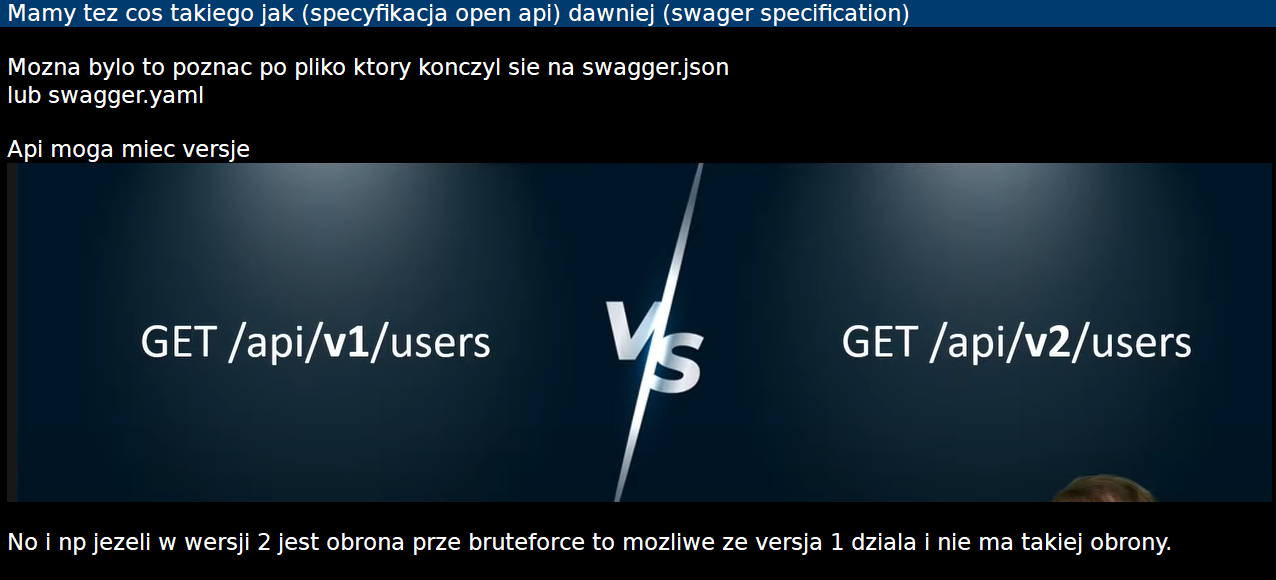 Mamy tez cos takiego jak (specyfikacja open api) dawniej (swager specification)
Mozna bylo to poznac po pliko ktory konczyl sie na swagger.json
lub swagger.yaml
Api moga miec versje
GET /api/v1/users
VS
GET /api/v2/users
No i np jezeli w wersji 2 jest obrona prze bruteforce to mozliwe ze versja 1 dziala i nie ma takiej obrony.